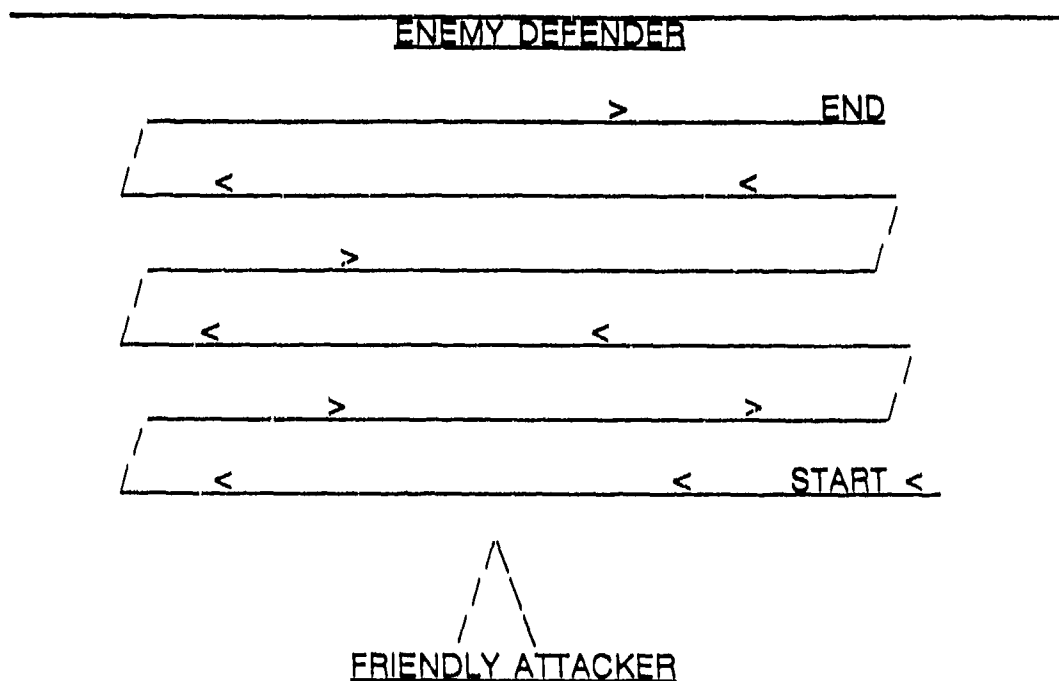 ENEMY DEFENDER
> END
< <
>
< <
> >
< < START <
FRIENDLY ATTACKER